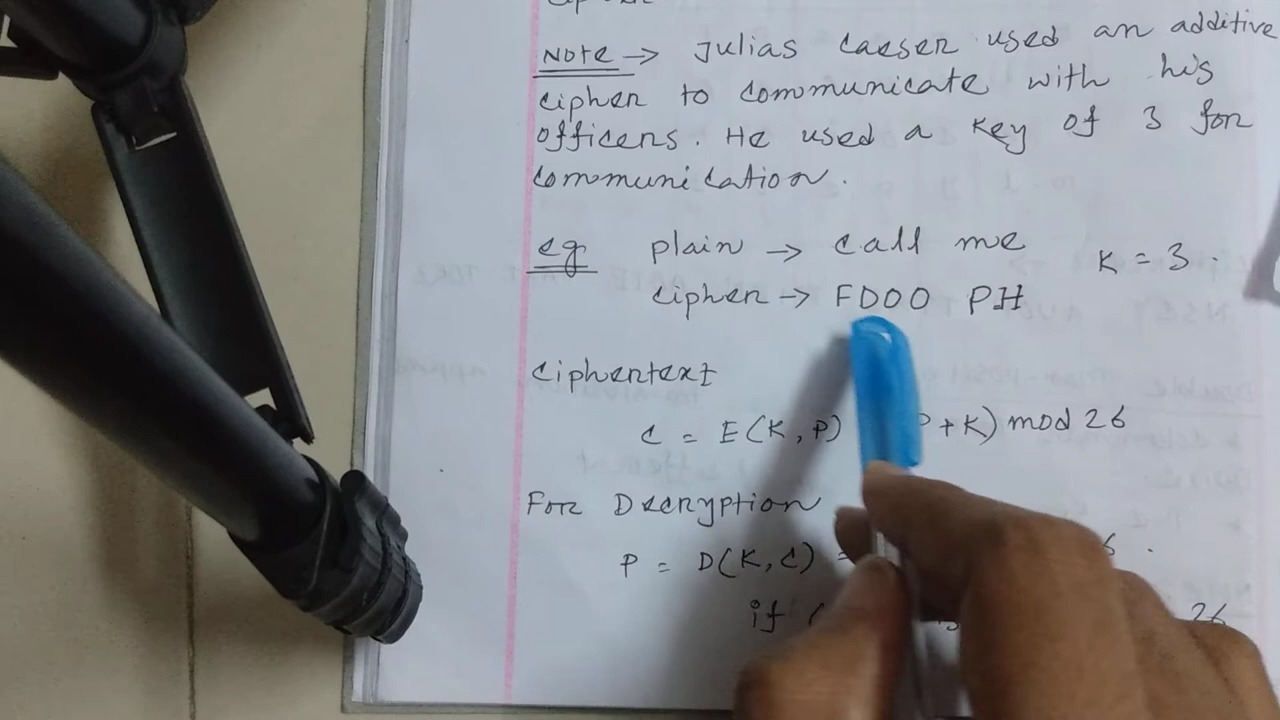 Note → Julias Caeser used an additive
cipher to communicate with his
officers. He used a key of 3 for
communication.
eg plain → call me K = 3.
cipher → FDOO PH
Ciphertext
C = E(K, P) P + K) mod 26
For Decryption
P = D(K, C) =
if 26